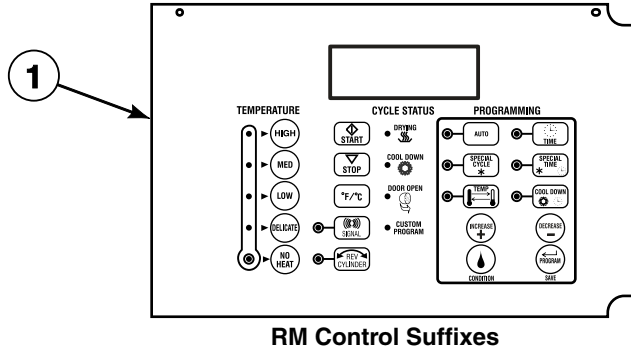 1
TEMPERATURE
CYCLE STATUS
PROGRAMMING
HIGH
MED
LOW
DELICATE
NO
HEAT
START
STOP
°F/°C
SIGNAL
REV
CYLINDER
DRYING
COOL DOWN
DOOR OPEN
CUSTOM
PROGRAM
AUTO
TIME
SPECIAL
CYCLE
*
SPECIAL
TIME
*
TEMP
COOL DOWN
INCREASE
+
DECREASE
−
CONDITION
PROGRAM
SAVE
RM Control Suffixes